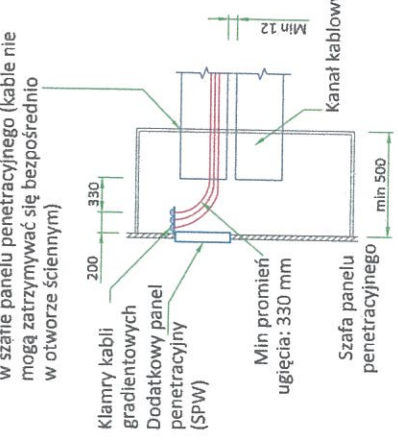 w szafie panelu penetracyjnego (kable nie
mogą zatrzymywać się bezpośrednio
w otworze ściennym)
200
330
Min 12
Klamry kabli
gradientowych
Dodatkowy panel
penetracyjny
(SPW)
Min promień
ugięcia: 330 mm
Kanał kablowy
Szafa panelu
penetracyjnego
min 500